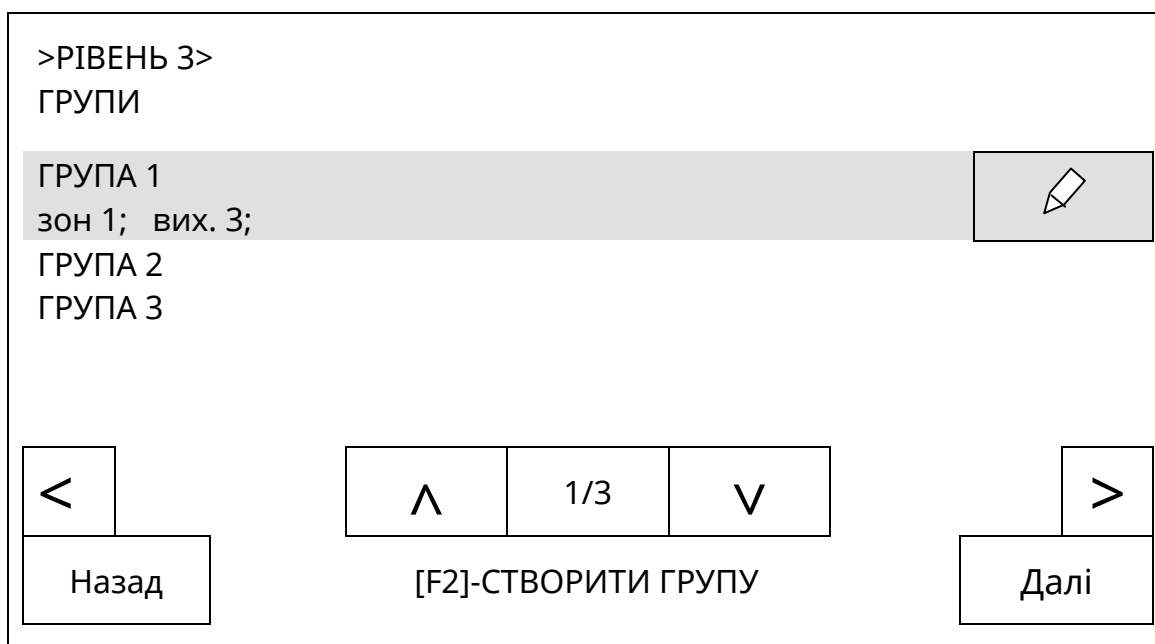 >РІВЕНЬ 3>
ГРУПИ
ГРУПА 1
зон 1; вих. 3;
ГРУПА 2
ГРУПА 3
< ʌ 1/3 v >
Назад [F2]-СТВОРИТИ ГРУПУ Далі